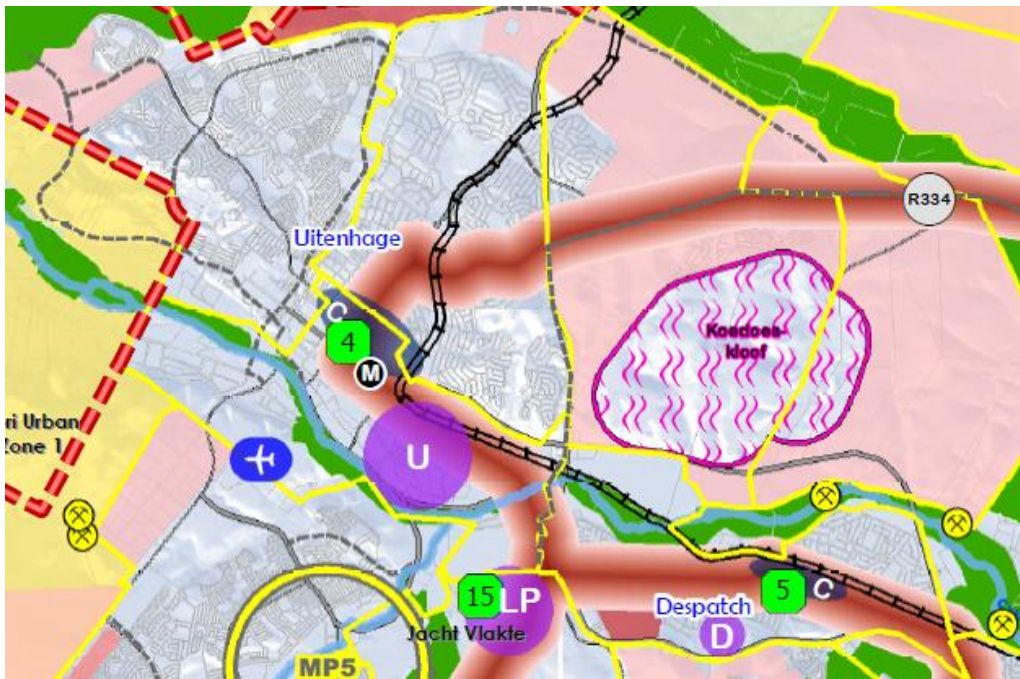 R334
Uitenhage
C
4
M
Koedoes-
kloof
ri Urban
Zone 1
U
15
LP
Jacht Vlakte
5
C
Despatch
D
MP5